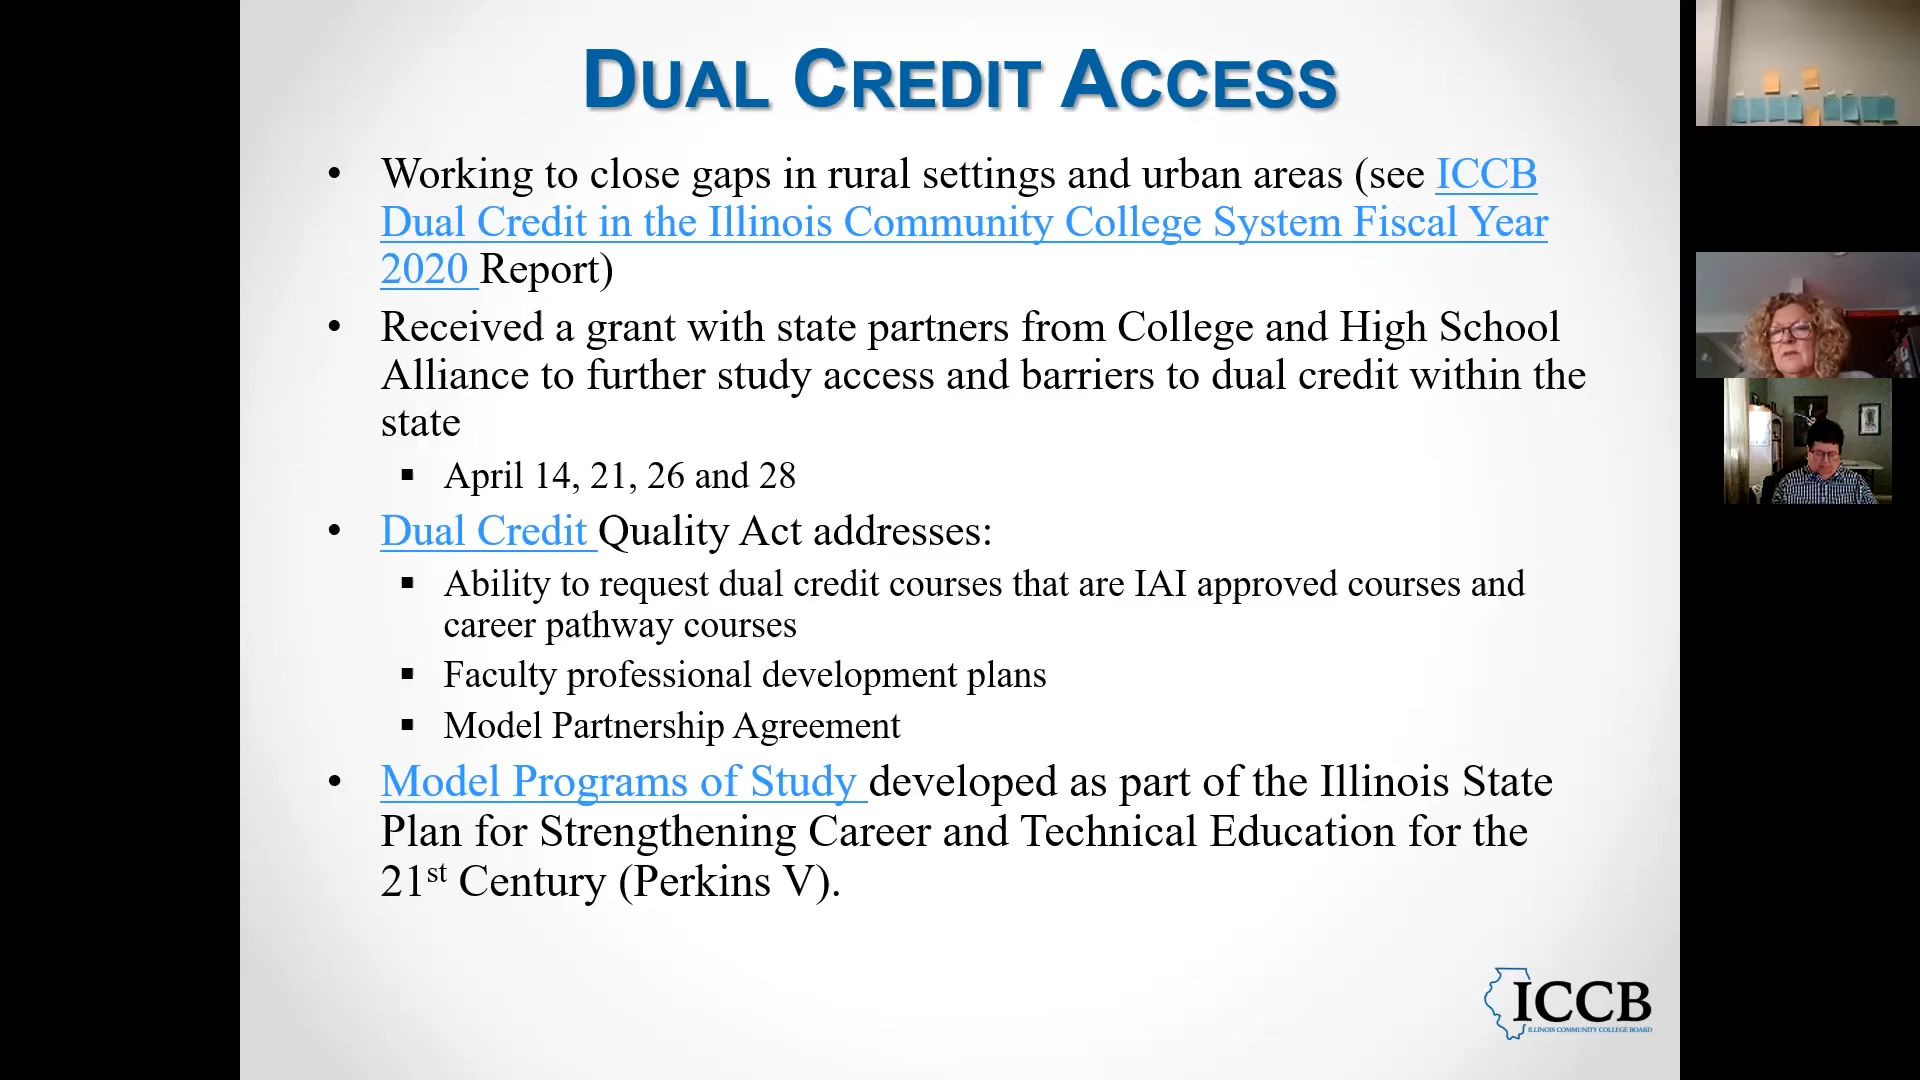 DUAL CREDIT ACCESS
• Working to close gaps in rural settings and urban areas (see ICCB
Dual Credit in the Illinois Community College System Fiscal Year
2020 Report)
• Received a grant with state partners from College and High School
Alliance to further study access and barriers to dual credit within the
state
▪ April 14, 21, 26 and 28
• Dual Credit Quality Act addresses:
▪ Ability to request dual credit courses that are IAI approved courses and
career pathway courses
▪ Faculty professional development plans
▪ Model Partnership Agreement
• Model Programs of Study developed as part of the Illinois State
Plan for Strengthening Career and Technical Education for the
21st Century (Perkins V).
ICCB
ILLINOIS COMMUNITY COLLEGE BOARD